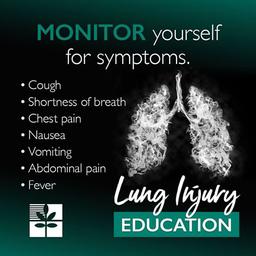 MONITOR yourself
for symptoms.
• Cough
• Shortness of breath
• Chest pain
• Nausea
• Vomiting
• Abdominal pain
• Fever
Lung Injury
EDUCATION